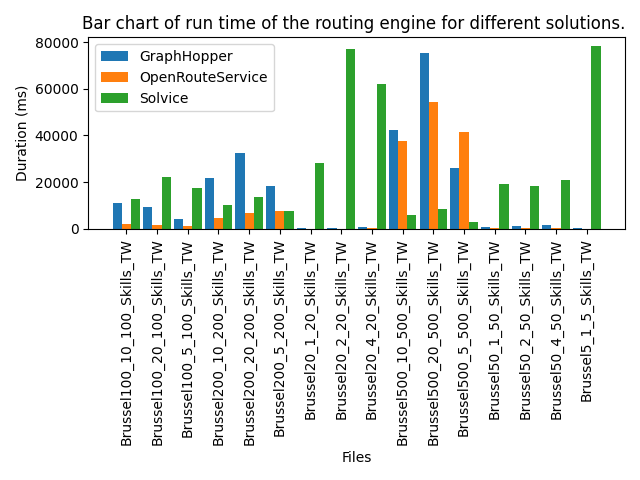 Bar chart of run time of the routing engine for different solutions.
GraphHopper
OpenRouteService
Solvice
Duration (ms)
80000
60000
40000
20000
0
Brussel100_10_100_Skills_TW
Brussel100_20_100_Skills_TW
Brussel100_5_100_Skills_TW
Brussel200_10_200_Skills_TW
Brussel200_20_200_Skills_TW
Brussel200_5_200_Skills_TW
Brussel20_1_20_Skills_TW
Brussel20_2_20_Skills_TW
Brussel20_4_20_Skills_TW
Brussel500_10_500_Skills_TW
Brussel500_20_500_Skills_TW
Brussel500_5_500_Skills_TW
Brussel50_1_50_Skills_TW
Brussel50_2_50_Skills_TW
Brussel50_4_50_Skills_TW
Brussel5_1_5_Skills_TW
Files